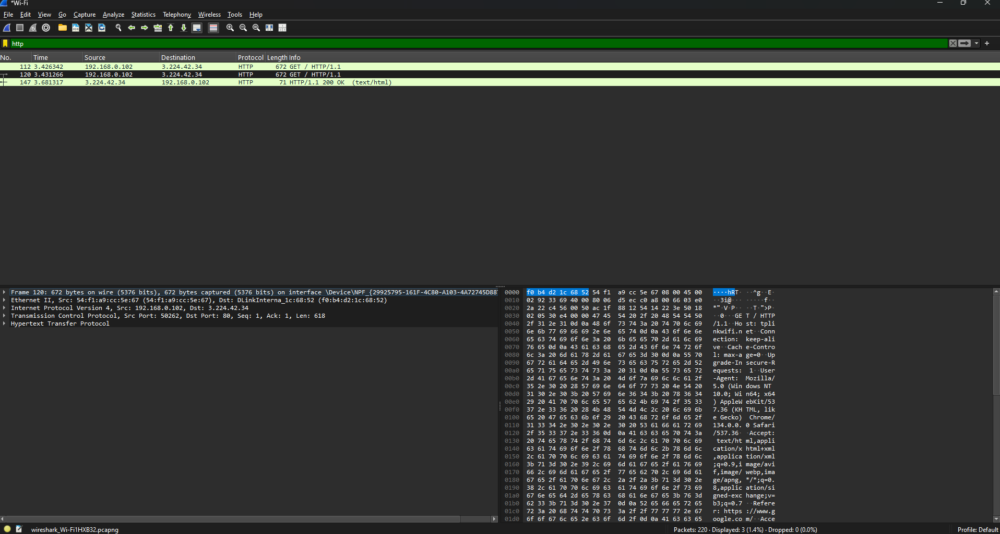 *Wi-Fi
File Edit View Go Capture Analyze Statistics Telephony Wireless Tools Help
http
No. Time Source Destination Protocol Length Info
112 3.426342 192.168.0.102 3.224.42.34 HTTP 672 GET / HTTP/1.1
120 3.431266 192.168.0.102 3.224.42.34 HTTP 672 GET / HTTP/1.1
147 3.681317 3.224.42.34 192.168.0.102 HTTP 71 HTTP/1.1 200 OK (text/html)
Frame 120: 672 bytes on wire (5376 bits), 672 bytes captured (5376 bits) on interface \Device\NPF_{29925795-161F-4C80-A103-4A72745D88
Ethernet II, Src: 54:f1:a9:cc:5e:67 (54:f1:a9:cc:5e:67), Dst: DLinkInterna_1c:68:52 (f0:b4:d2:1c:68:52)
Internet Protocol Version 4, Src: 192.168.0.102, Dst: 3.224.42.34
Transmission Control Protocol, Src Port: 50262, Dst Port: 80, Seq: 1, Ack: 1, Len: 618
Hypertext Transfer Protocol
0000 f0 b4 d2 1c 68 52 54 f1 a9 cc 5e 67 08 00 45 00 ····hRT· ··^g··E·
0010 02 92 33 69 40 00 80 06 d5 ec c0 a8 00 66 03 e0 ··3i@··· ·····f··
0020 2a 22 c4 56 00 50 ac 1f 88 12 54 14 22 3e 50 18 *"·V·P·· ··T·">P·
0030 02 05 30 e4 00 00 47 45 54 20 2f 20 48 54 54 50 ··0···GE T / HTTP
0040 2f 31 2e 31 0d 0a 48 6f 73 74 3a 20 74 70 6c 69 /1.1··Ho st: tpli
0050 6e 6b 77 69 66 69 2e 6e 65 74 0d 0a 43 6f 6e 6e nkwifi.n et··Conn
0060 65 63 74 69 6f 6e 3a 20 6b 65 65 70 2d 61 6c 69 ection:  keep-ali
0070 76 65 0d 0a 43 61 63 68 65 2d 43 6f 6e 74 72 6f ve··Cach e-Contro
0080 6c 3a 20 6d 61 78 2d 61 67 65 3d 30 0d 0a 55 70 l: max-a ge=0··Up
0090 67 72 61 64 65 2d 49 6e 73 65 63 75 72 65 2d 52 grade-In secure-R
00a0 65 71 75 65 73 74 73 3a 20 31 0d 0a 55 73 65 72 equests:  1··User
00b0 2d 41 67 65 6e 74 3a 20 4d 6f 7a 69 6c 6c 61 2f -Agent:  Mozilla/
00c0 35 2e 30 20 28 57 69 6e 64 6f 77 73 20 4e 54 20 5.0 (Win dows NT
00d0 31 30 2e 30 3b 20 57 69 6e 36 34 3b 20 78 36 34 10.0; Wi n64; x64
00e0 29 20 41 70 70 6c 65 57 65 62 4b 69 74 2f 35 33 ) AppleW ebKit/53
00f0 37 2e 33 36 20 28 4b 48 54 4d 4c 2c 20 6c 69 6b 7.36 (KH TML, lik
0100 65 20 47 65 63 6b 6f 29 20 43 68 72 6f 6d 65 2f e Gecko)  Chrome/
0110 31 33 34 2e 30 2e 30 2e 30 20 53 61 66 61 72 69 134.0.0. 0 Safari
0120 2f 35 33 37 2e 33 36 0d 0a 41 63 63 65 70 74 3a /537.36· ·Accept:
0130 20 74 65 78 74 2f 68 74 6d 6c 2c 61 70 70 6c 69 text/ht ml,appli
0140 63 61 74 69 6f 6e 2f 78 68 74 6d 6c 2b 78 6d 6c cation/x html+xml
0150 2c 61 70 70 6c 69 63 61 74 69 6f 6e 2f 78 6d 6c ,applica tion/xml
0160 3b 71 3d 30 2e 39 2c 69 6d 61 67 65 2f 61 76 69 ;q=0.9,i mage/avi
0170 66 2c 69 6d 61 67 65 2f 77 65 62 70 2c 69 6d 61 f,image/ webp,ima
0180 67 65 2f 61 70 6e 67 2c 2a 2f 2a 3b 71 3d 30 2e ge/apng, */*;q=0.
0190 38 2c 61 70 70 6c 69 63 61 74 69 6f 6e 2f 73 69 8,applic ation/si
01a0 67 6e 65 64 2d 65 78 63 68 61 6e 67 65 3b 76 3d gned-exc hange;v=
01b0 62 33 3b 71 3d 30 2e 37 0d 0a 52 65 66 65 72 65 b3;q=0.7 ··Refere
01c0 72 3a 20 68 74 74 70 73 3a 2f 2f 77 77 77 2e 67 r: https ://www.g
01d0 6f 6f 67 6c 65 2e 63 6f 6d 2f 0d 0a 41 63 63 65 oogle.co m/··Acce
wireshark_Wi-Fi1HXB32.pcapng Packets: 220 · Displayed: 3 (1.4%) · Dropped: 0 (0.0%) Profile: Default